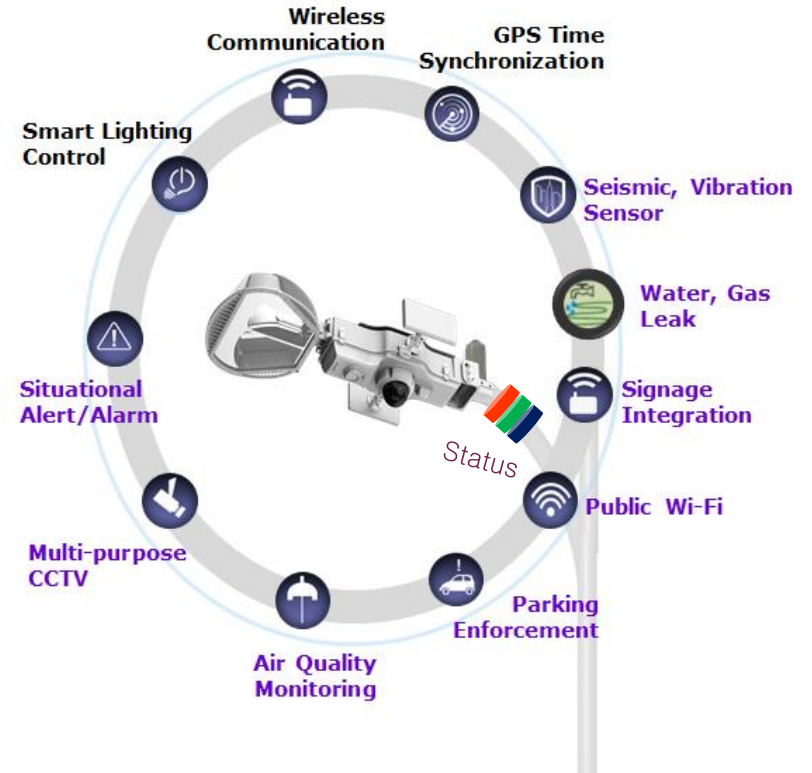 Wireless
Communication
GPS Time
Synchronization
Smart Lighting
Control
Seismic, Vibration
Sensor
Water, Gas
Leak
Situational
Alert/Alarm
Signage
Integration
Status
Public Wi-Fi
Multi-purpose
CCTV
Parking
Enforcement
Air Quality
Monitoring